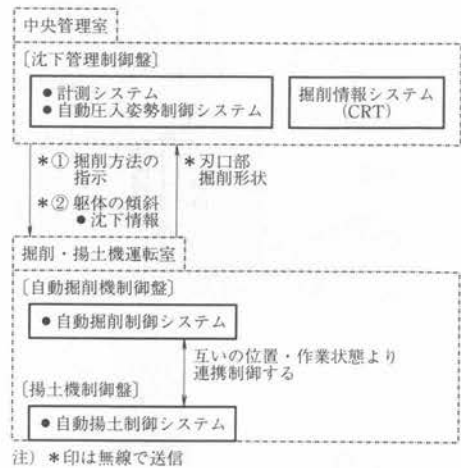 中央管理室
〔沈下管理制御盤〕
●計測システム
●自動圧入姿勢制御システム
掘削情報システム
(CRT)
*①掘削方法の
指示
*②躯体の傾斜
●沈下情報
*刃口部
掘削形状
掘削・揚土機運転室
〔自動掘削機制御盤〕
●自動掘削制御システム
互いの位置・作業状態より
連携制御する
〔揚土機制御盤〕
●自動揚土制御システム
注) *印は無線で送信